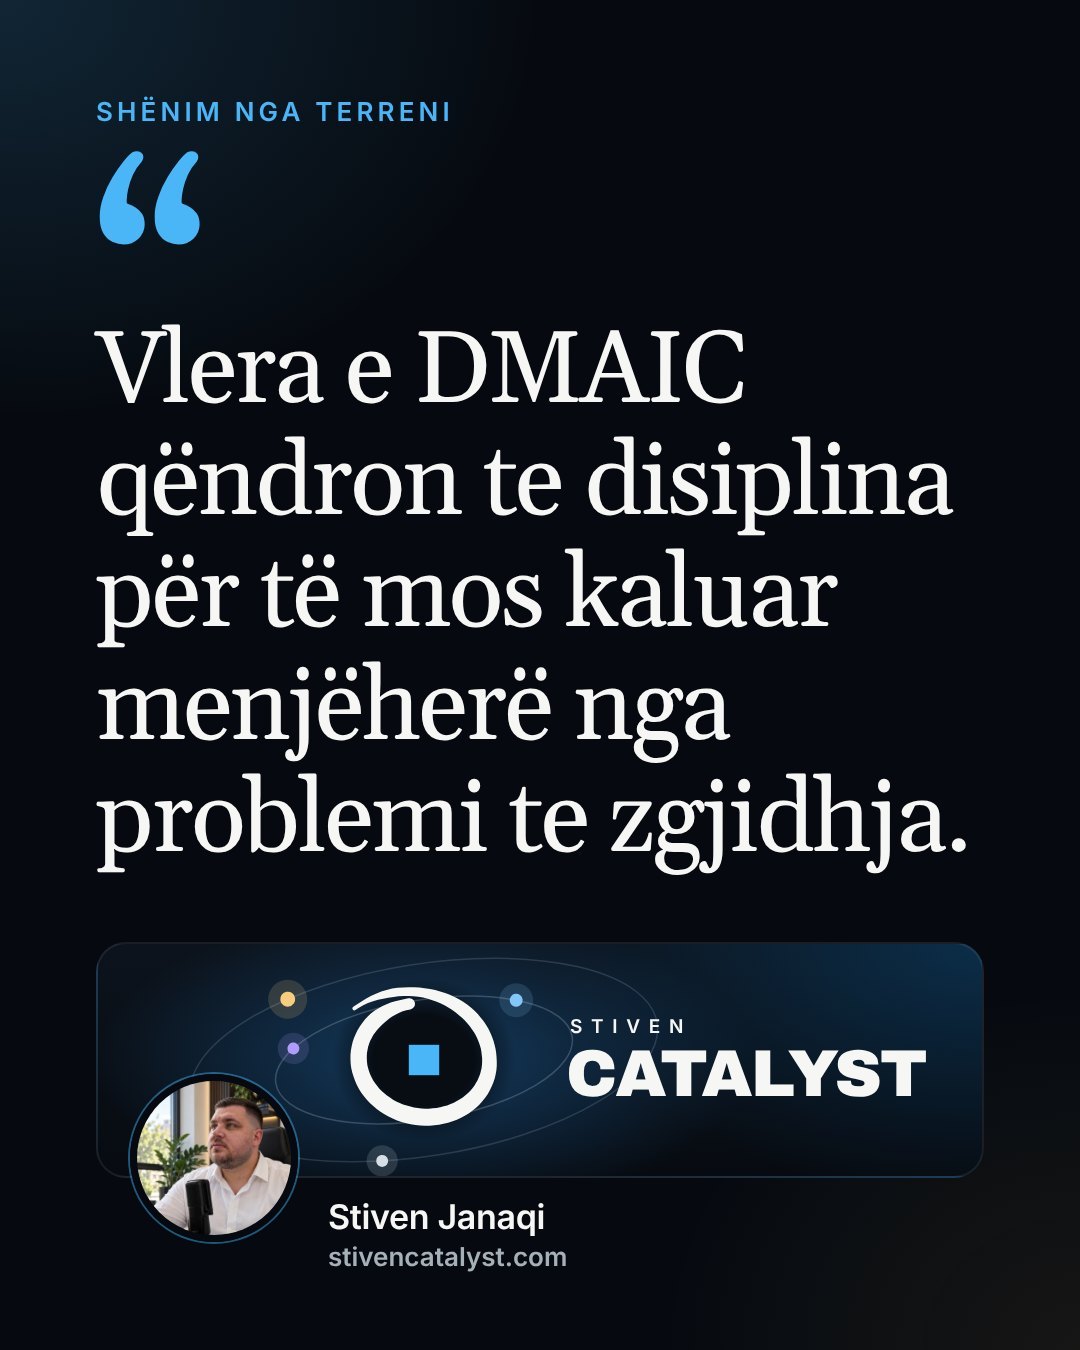 SHËNIM NGA TERRENI
“
Vlera e DMAIC
qëndron te disiplina
për të mos kaluar
menjëherë nga
problemi te zgjidhja.
STIVEN
CATALYST
Stiven Janaqi
stivencatalyst.com